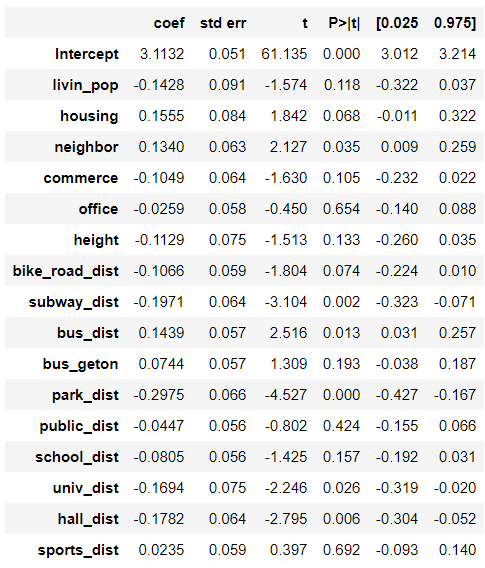 coef std err t P>|t| [0.025 0.975]
Intercept 3.1132 0.051 61.135 0.000 3.012 3.214
livin_pop -0.1428 0.091 -1.574 0.118 -0.322 0.037
housing 0.1555 0.084 1.842 0.068 -0.011 0.322
neighbor 0.1340 0.063 2.127 0.035 0.009 0.259
commerce -0.1049 0.064 -1.630 0.105 -0.232 0.022
office -0.0259 0.058 -0.450 0.654 -0.140 0.088
height -0.1129 0.075 -1.513 0.133 -0.260 0.035
bike_road_dist -0.1066 0.059 -1.804 0.074 -0.224 0.010
subway_dist -0.1971 0.064 -3.104 0.002 -0.323 -0.071
bus_dist 0.1439 0.057 2.516 0.013 0.031 0.257
bus_geton 0.0744 0.057 1.309 0.193 -0.038 0.187
park_dist -0.2975 0.066 -4.527 0.000 -0.427 -0.167
public_dist -0.0447 0.056 -0.802 0.424 -0.155 0.066
school_dist -0.0805 0.056 -1.425 0.157 -0.192 0.031
univ_dist -0.1694 0.075 -2.246 0.026 -0.319 -0.020
hall_dist -0.1782 0.064 -2.795 0.006 -0.304 -0.052
sports_dist 0.0235 0.059 0.397 0.692 -0.093 0.140